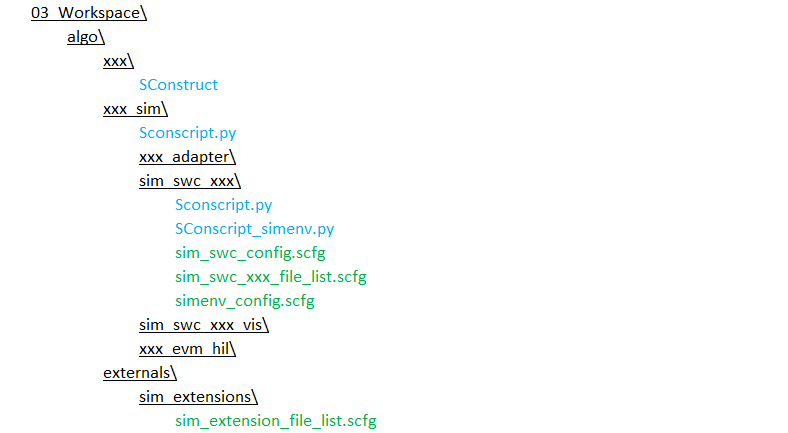 03_Workspace\
algo\
xxx\
SConstruct
xxx_sim\
Sconscript.py
xxx_adapter\
sim_swc_xxx\
Sconscript.py
SConscript_simenv.py
sim_swc_config.scfg
sim_swc_xxx_file_list.scfg
simenv_config.scfg
sim_swc_xxx_vis\
xxx_evm_hil\
externals\
sim_extensions\
sim_extension_file_list.scfg